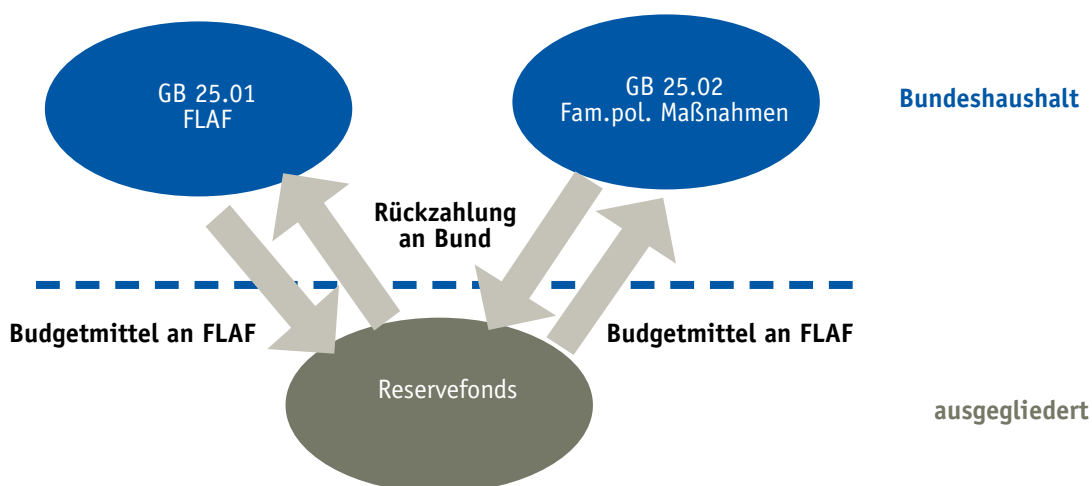 GB 25.01
FLAF
GB 25.02
Fam.pol. Maßnahmen
Bundeshaushalt
Rückzahlung
an Bund
Budgetmittel an FLAF
Budgetmittel an FLAF
Reservefonds
ausgegliedert